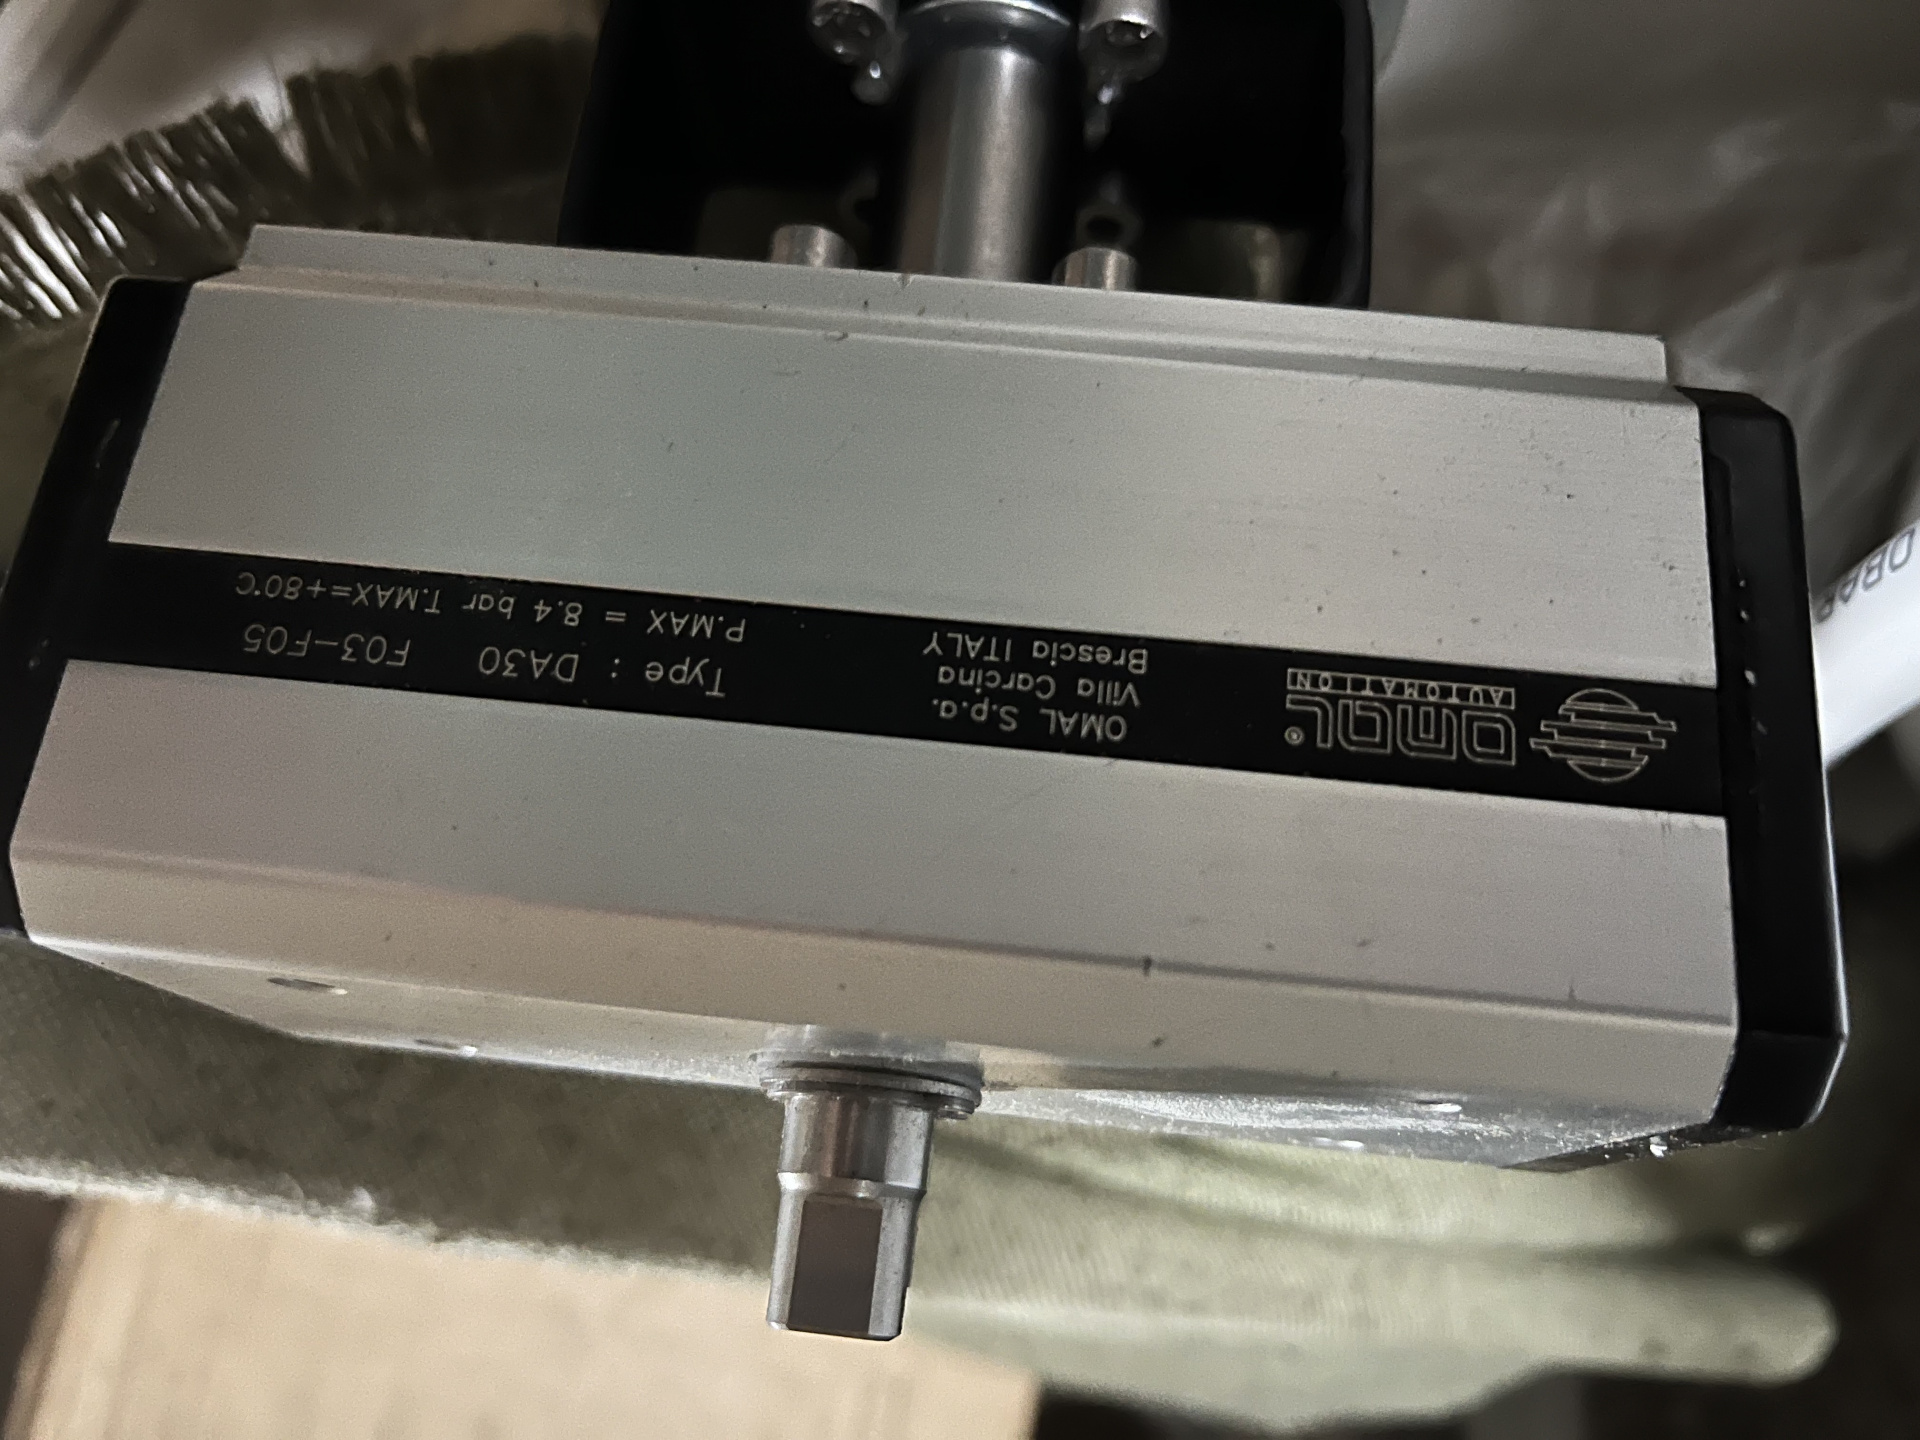 OMAL®
AUTOMATION
OMAL S.p.a.
Villa Carcina
Brescia ITALY
Type : DA30 F03-F05
P.MAX = 8.4 bar T.MAX=+80°C